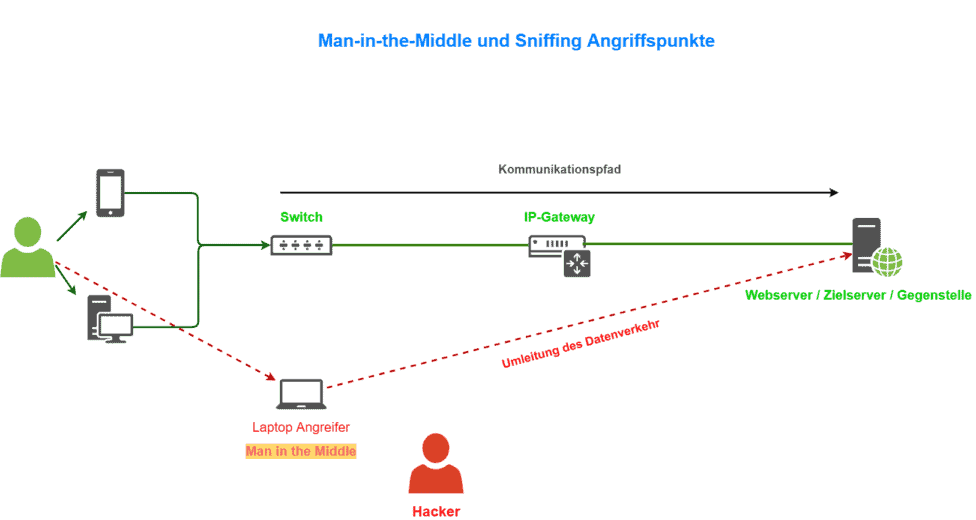 Man-in-the-Middle und Sniffing Angriffspunkte
Kommunikationspfad
Switch
IP-Gateway
Webserver / Zielserver / Gegenstelle
Umleitung des Datenverkehr
Laptop Angreifer
Man in the Middle
Hacker